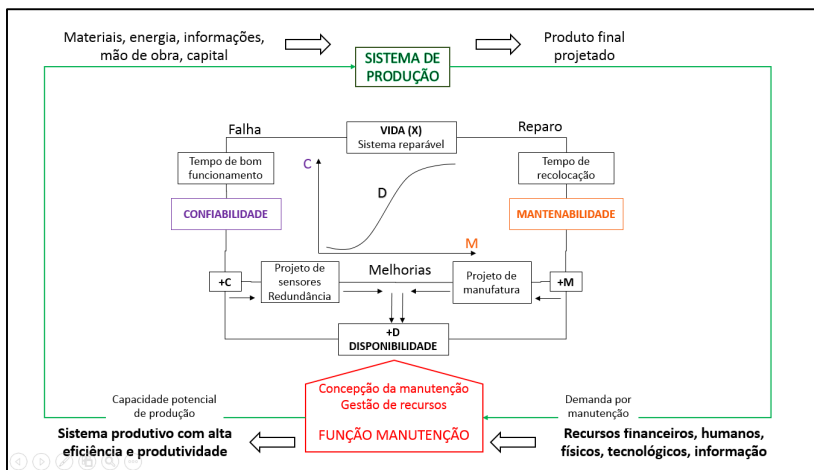 Materiais, energia, informações,
mão de obra, capital
SISTEMA DE
PRODUÇÃO
Produto final
projetado
Falha
VIDA (X)
Sistema reparável
Reparo
Tempo de bom
funcionamento
C
D
M
Tempo de
recolocação
CONFIABILIDADE
MANTENABILIDADE
+C
Projeto de
sensores
Redundância
Melhorias
Projeto de
manufatura
+M
+D
DISPONIBILIDADE
Capacidade potencial
de produção
Concepção da manutenção
Gestão de recursos
FUNÇÃO MANUTENÇÃO
Demanda por
manutenção
Sistema produtivo com alta
eficiência e produtividade
Recursos financeiros, humanos,
físicos, tecnológicos, informação